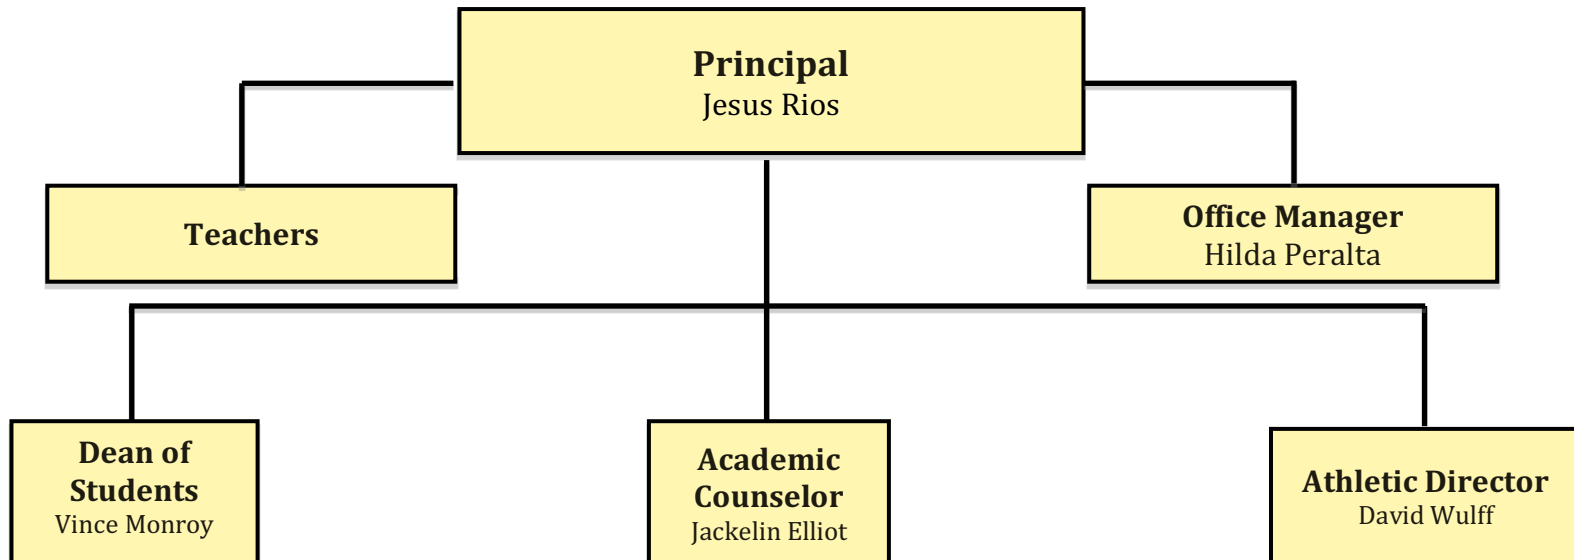 Principal
Jesus Rios
Teachers
Office Manager
Hilda Peralta
Dean of
Students
Vince Monroy
Academic
Counselor
Jackelin Elliot
Athletic Director
David Wulff